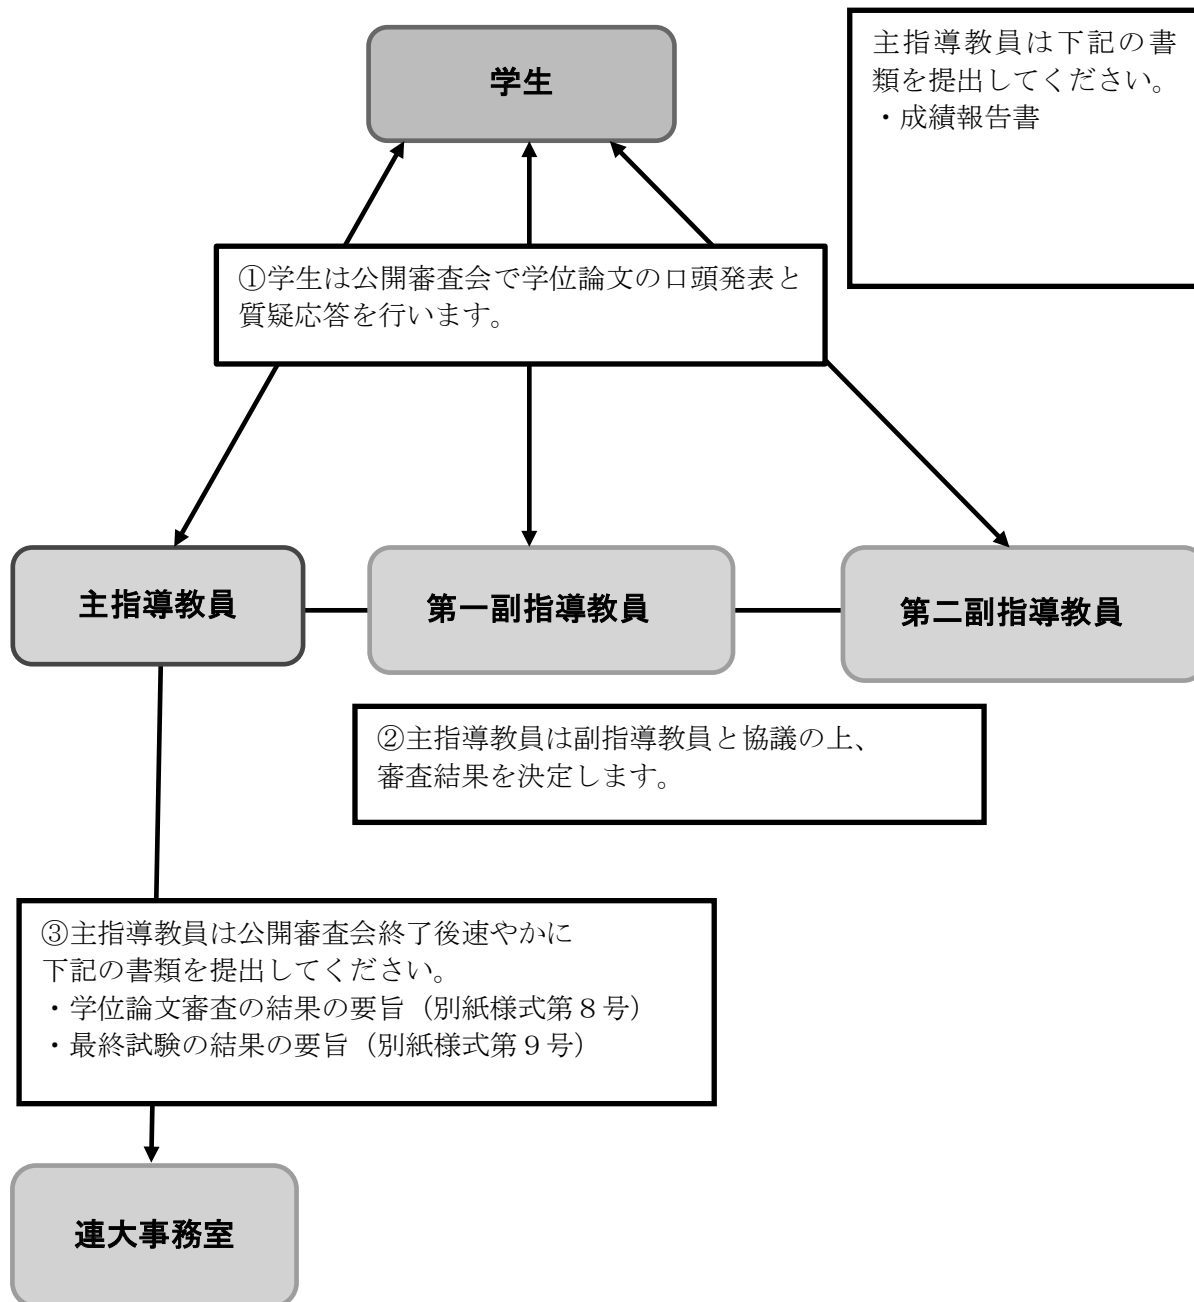 学生
主指導教員は下記の書
類を提出してください。
・成績報告書
①学生は公開審査会で学位論文の口頭発表と
質疑応答を行います。
主指導教員
第一副指導教員
第二副指導教員
②主指導教員は副指導教員と協議の上、
審査結果を決定します。
③主指導教員は公開審査会終了後速やかに
下記の書類を提出してください。
・学位論文審査の結果の要旨（別紙様式第８号）
・最終試験の結果の要旨（別紙様式第９号）
連大事務室